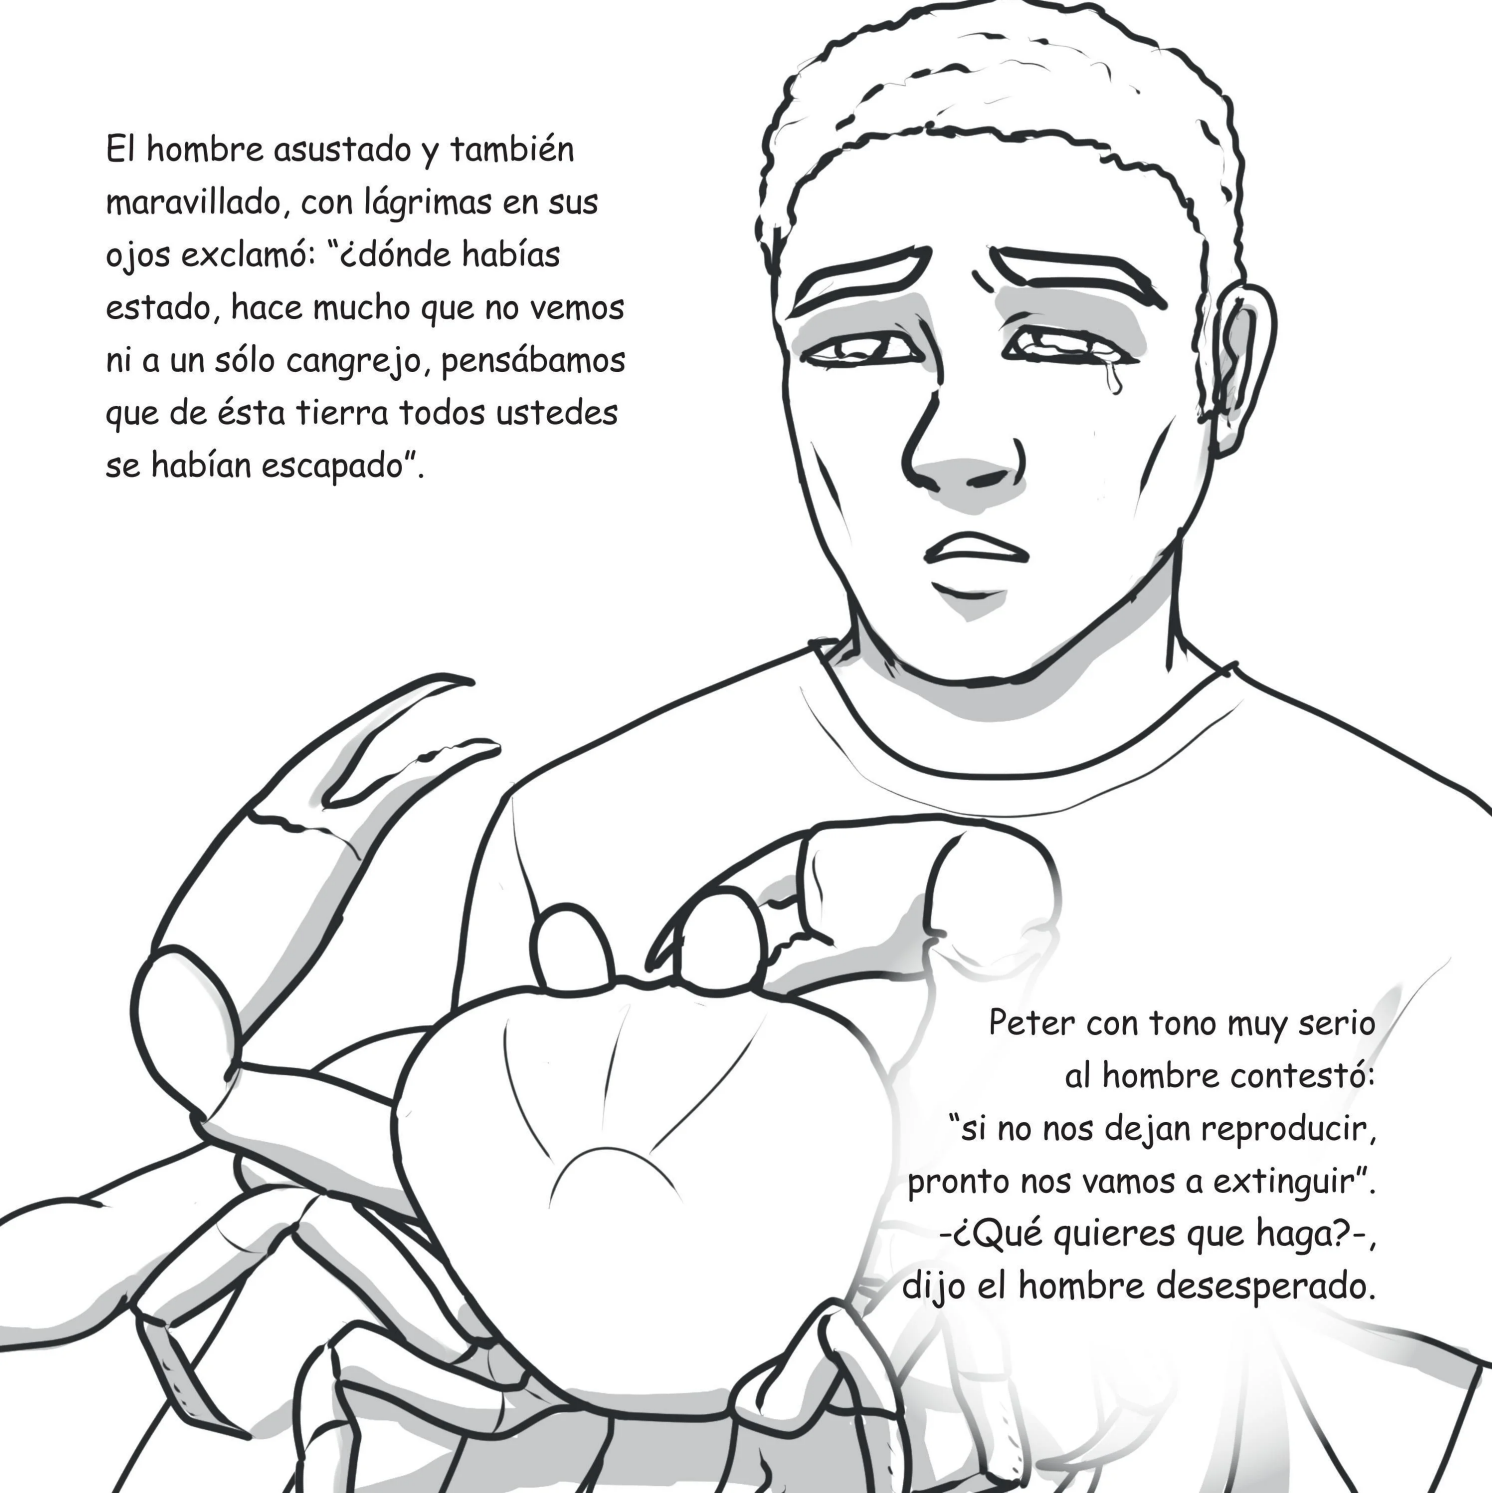 El hombre asustado y también
maravillado, con lágrimas en sus
ojos exclamó: “¿dónde habías
estado, hace mucho que no vemos
ni a un sólo cangrejo, pensábamos
que de ésta tierra todos ustedes
se habían escapado”.
Peter con tono muy serio
al hombre contestó:
“si no nos dejan reproducir,
pronto nos vamos a extinguir”.
-¿Qué quieres que haga?-,
dijo el hombre desesperado.